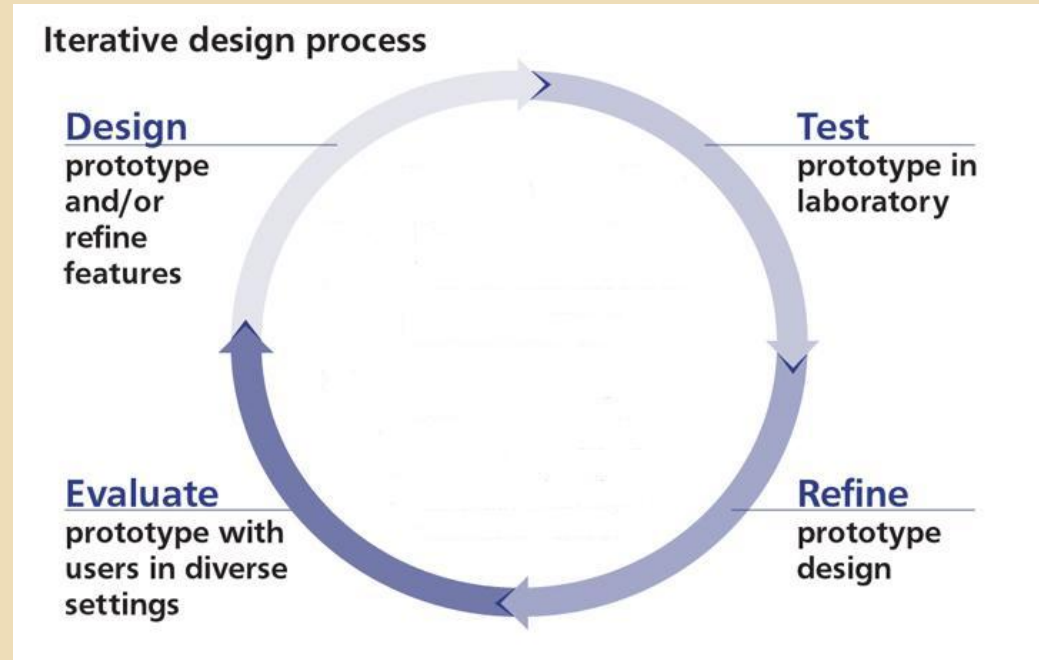 Iterative design process
Design
prototype
and/or
refine
features
Test
prototype in
laboratory
Evaluate
prototype with
users in diverse
settings
Refine
prototype
design